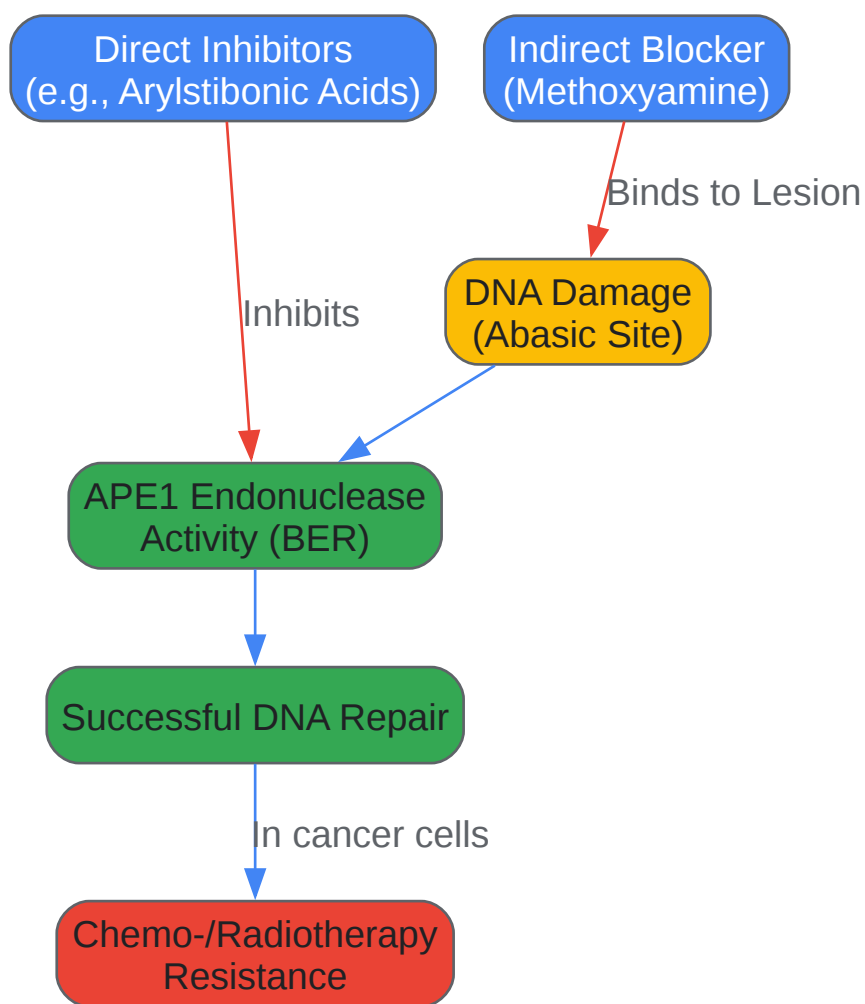 Direct Inhibitors
(e.g., Arylstibonic Acids)
Indirect Blocker
(Methoxyamine)
Binds to Lesion
DNA Damage
(Abasic Site)
Inhibits
APE1 Endonuclease
Activity (BER)
Successful DNA Repair
In cancer cells
Chemo-/Radiotherapy
Resistance